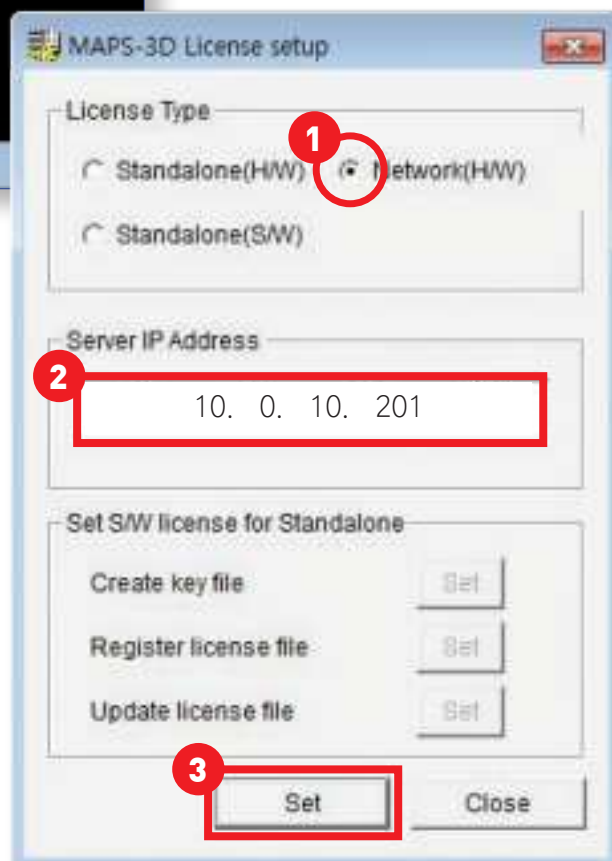 MAPS-3D License setup
License Type
1
Standalone(H/W) Network(H/W)
Standalone(S/W)
Server IP Address
2
10. 0. 10. 201
Set S/W license for Standalone
Create key file Set
Register license file Set
Update license file Set
3
Set Close